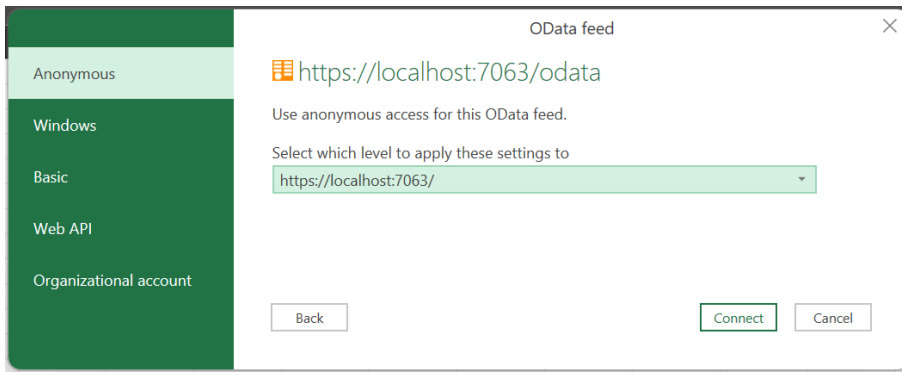 OData feed
Anonymous
Windows
Basic
Web API
Organizational account
https://localhost:7063/odata
Use anonymous access for this OData feed.
Select which level to apply these settings to
https://localhost:7063/
Back
Connect
Cancel